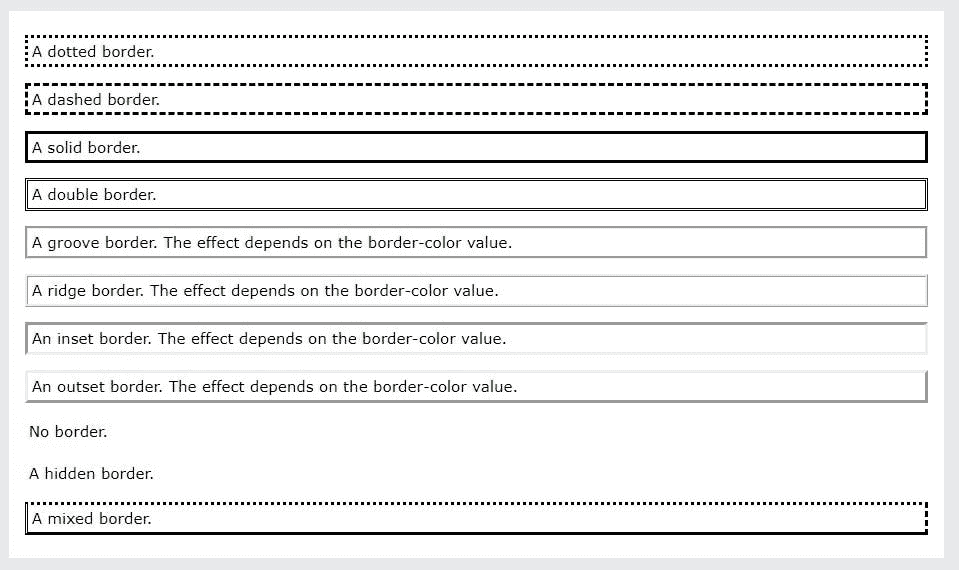 A dotted border.
A dashed border.
A solid border.
A double border.
A groove border. The effect depends on the border-color value.
A ridge border. The effect depends on the border-color value.
An inset border. The effect depends on the border-color value.
An outset border. The effect depends on the border-color value.
No border.
A hidden border.
A mixed border.